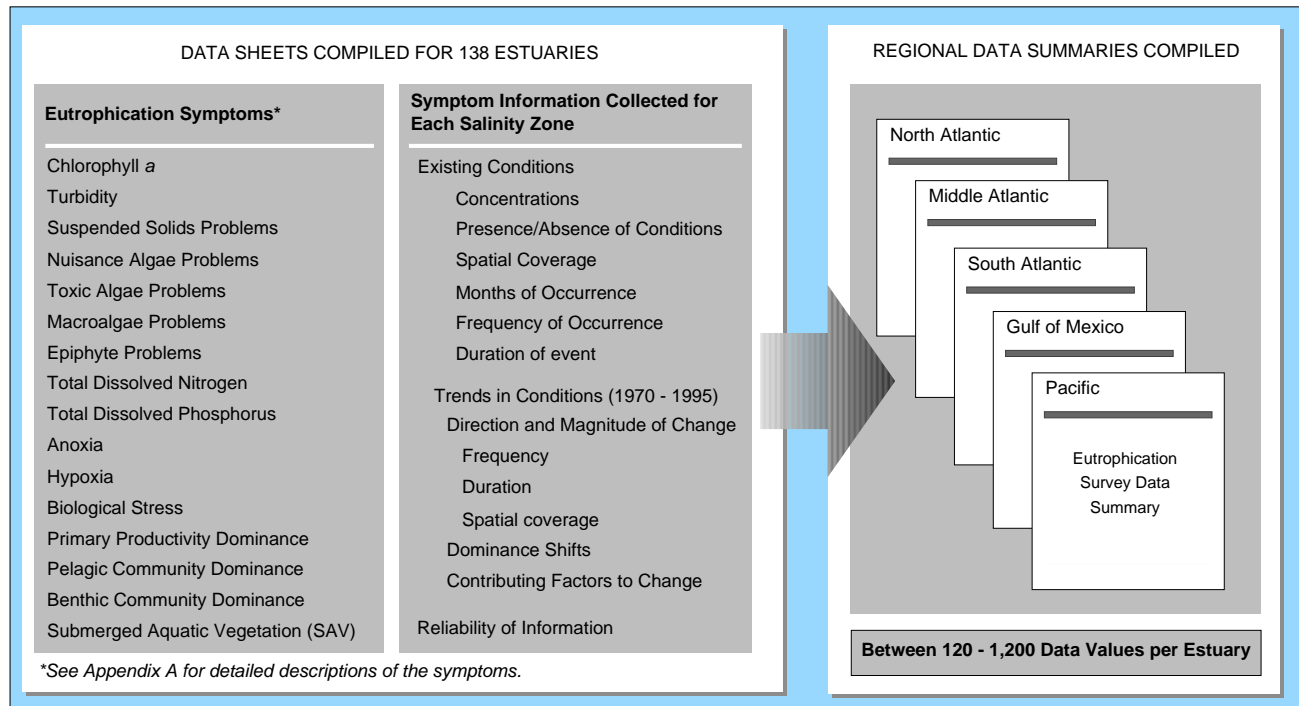 DATA SHEETS COMPILED FOR 138 ESTUARIES
Eutrophication Symptoms*
Chlorophyll a
Turbidity
Suspended Solids Problems
Nuisance Algae Problems
Toxic Algae Problems
Macroalgae Problems
Epiphyte Problems
Total Dissolved Nitrogen
Total Dissolved Phosphorus
Anoxia
Hypoxia
Biological Stress
Primary Productivity Dominance
Pelagic Community Dominance
Benthic Community Dominance
Submerged Aquatic Vegetation (SAV)
Symptom Information Collected for
Each Salinity Zone
Existing Conditions
Concentrations
Presence/Absence of Conditions
Spatial Coverage
Months of Occurrence
Frequency of Occurrence
Duration of event
Trends in Conditions (1970 - 1995)
Direction and Magnitude of Change
Frequency
Duration
Spatial coverage
Dominance Shifts
Contributing Factors to Change
Reliability of Information
*See Appendix A for detailed descriptions of the symptoms.
REGIONAL DATA SUMMARIES COMPILED
North Atlantic
Middle Atlantic
South Atlantic
Gulf of Mexico
Pacific
Eutrophication
Survey Data
Summary
Between 120 - 1,200 Data Values per Estuary